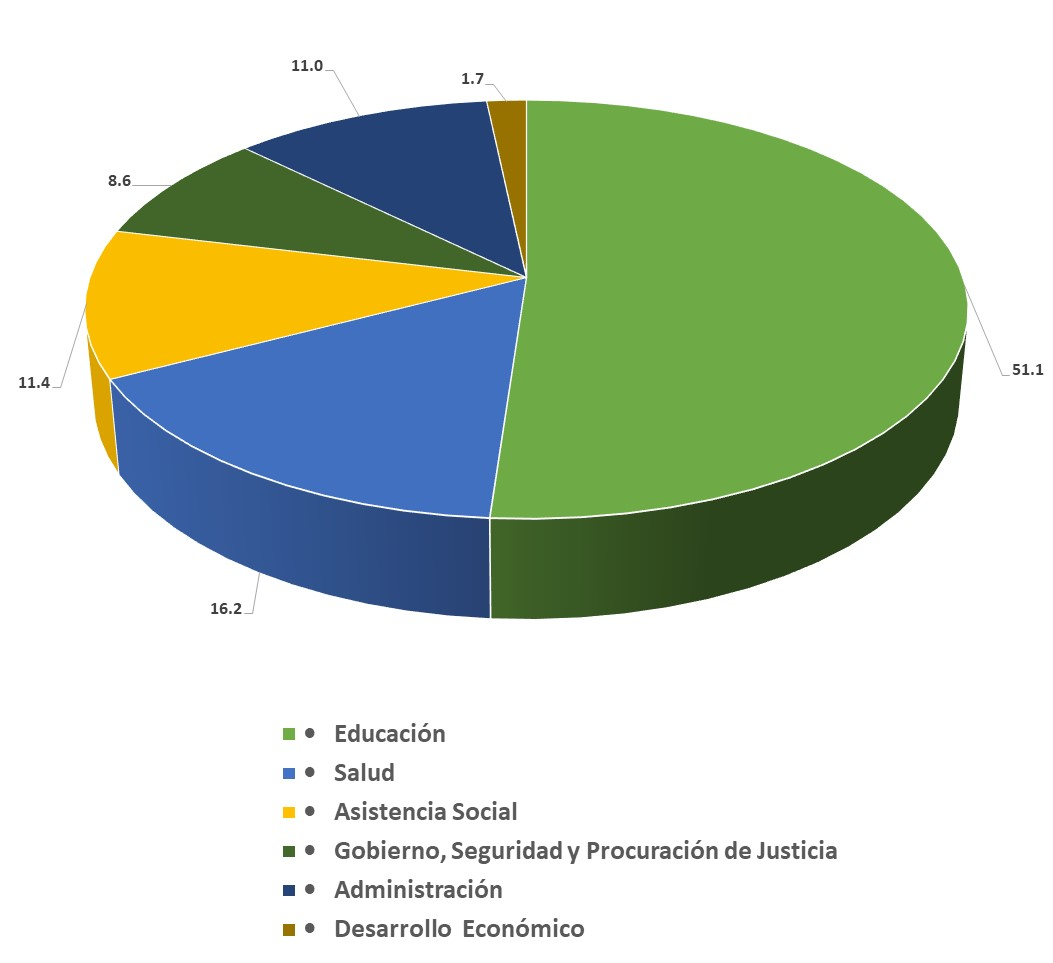 11.0
1.7
8.6
51.1
11.4
16.2
• Educación
• Salud
• Asistencia Social
• Gobierno, Seguridad y Procuración de Justicia
• Administración
• Desarrollo Económico